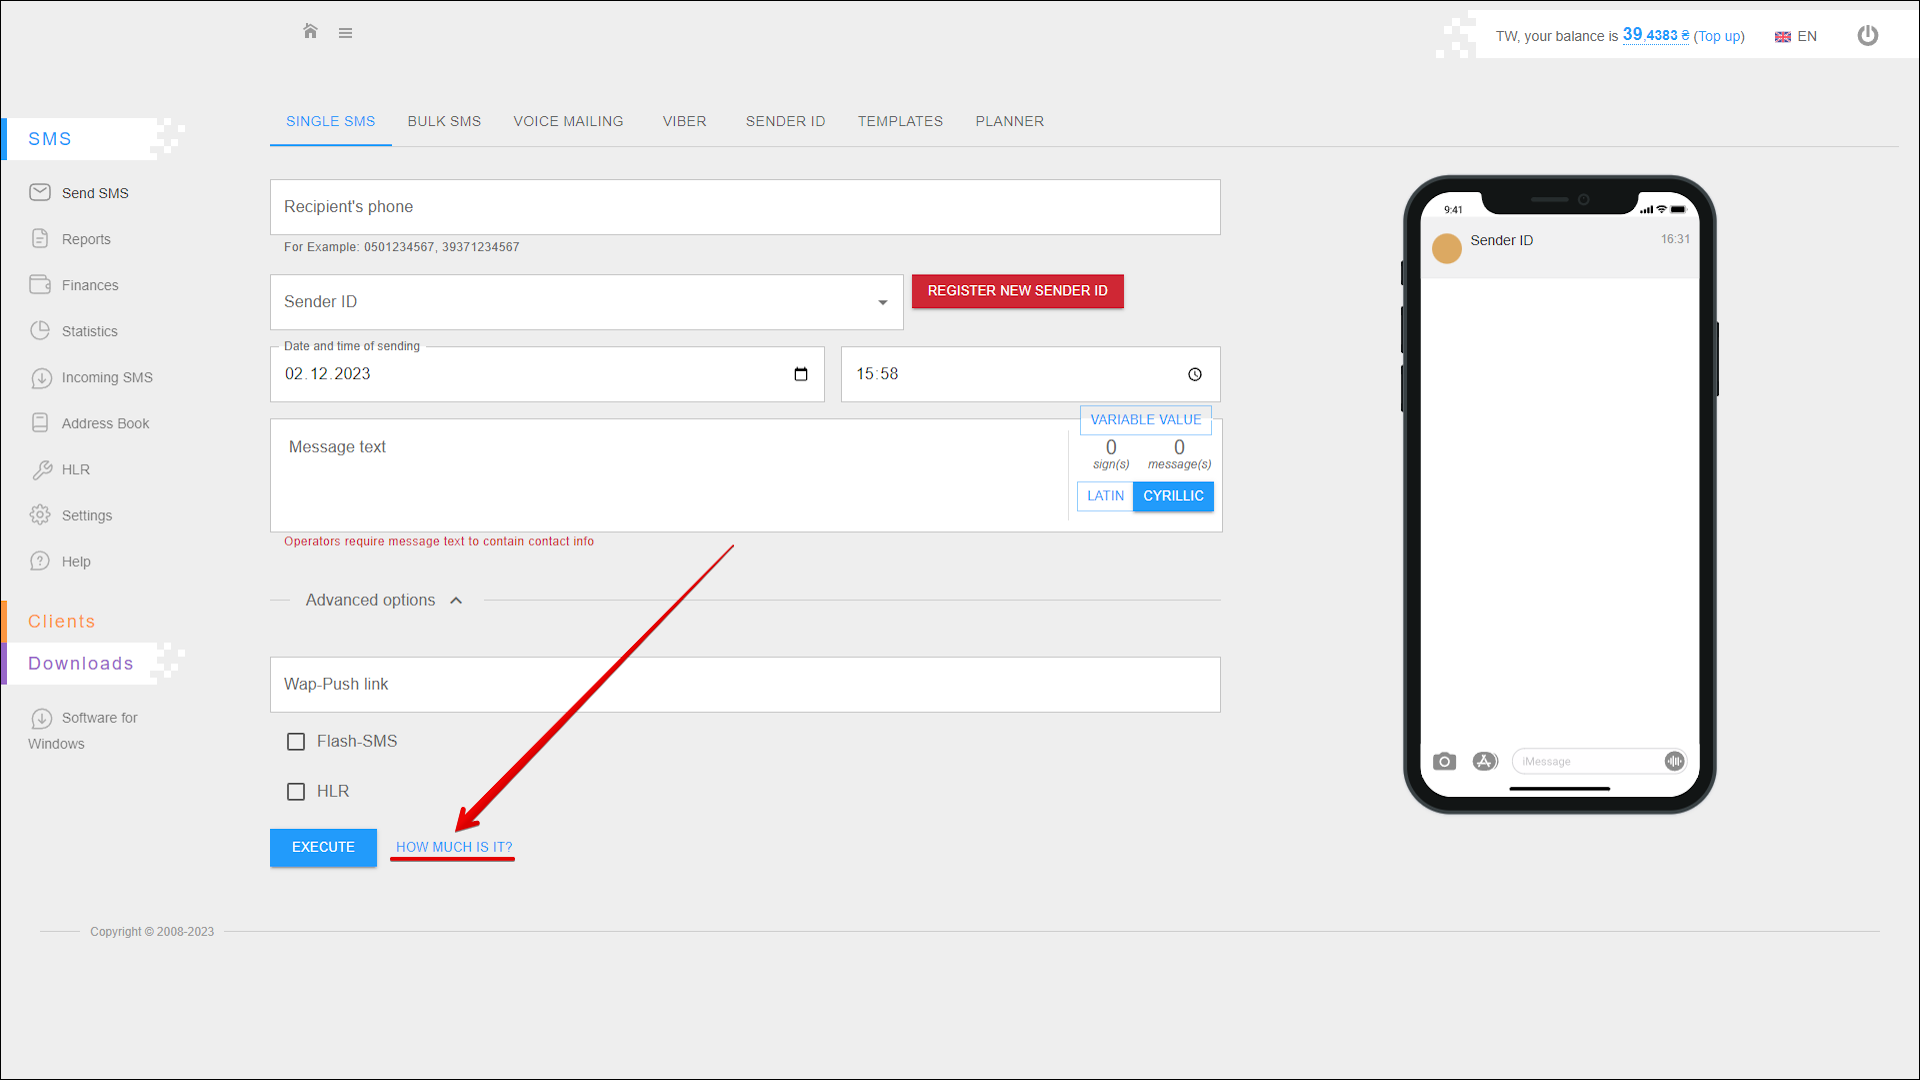 TW, your balance is 39,4383 ₴ (Top up)
EN
SMS
Send SMS
Reports
Finances
Statistics
Incoming SMS
Address Book
HLR
Settings
Help
Clients
Downloads
Software for
Windows
SINGLE SMS
BULK SMS
VOICE MAILING
VIBER
SENDER ID
TEMPLATES
PLANNER
Recipient's phone
For Example: 0501234567, 39371234567
Sender ID
REGISTER NEW SENDER ID
Date and time of sending
02.12.2023
15:58
Message text
VARIABLE VALUE
0
0
sign(s)
message(s)
LATIN
CYRILLIC
Operators require message text to contain contact info
Advanced options
Wap-Push link
Flash-SMS
HLR
EXECUTE
HOW MUCH IS IT?
9:41
Sender ID
16:31
iMessage
Copyright © 2008-2023